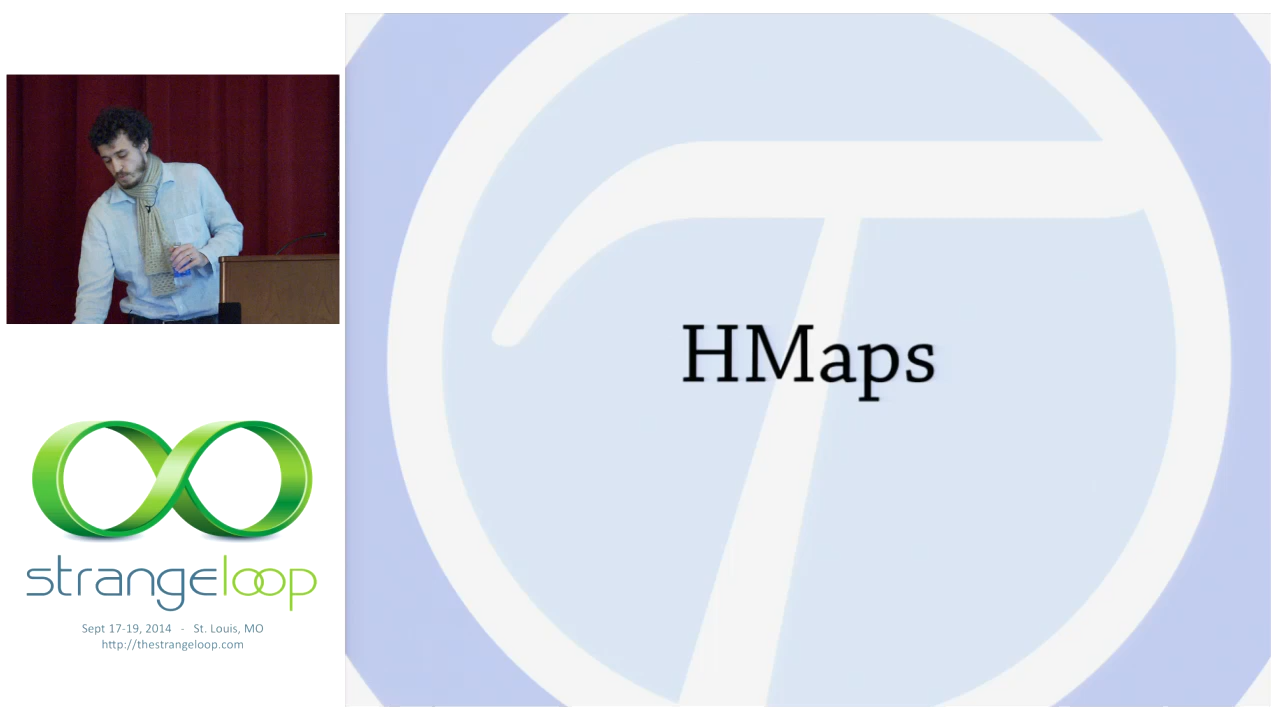 HMaps
strangeloop
Sept 17-19, 2014 - St. Louis, MO
http://thestrangeloop.com